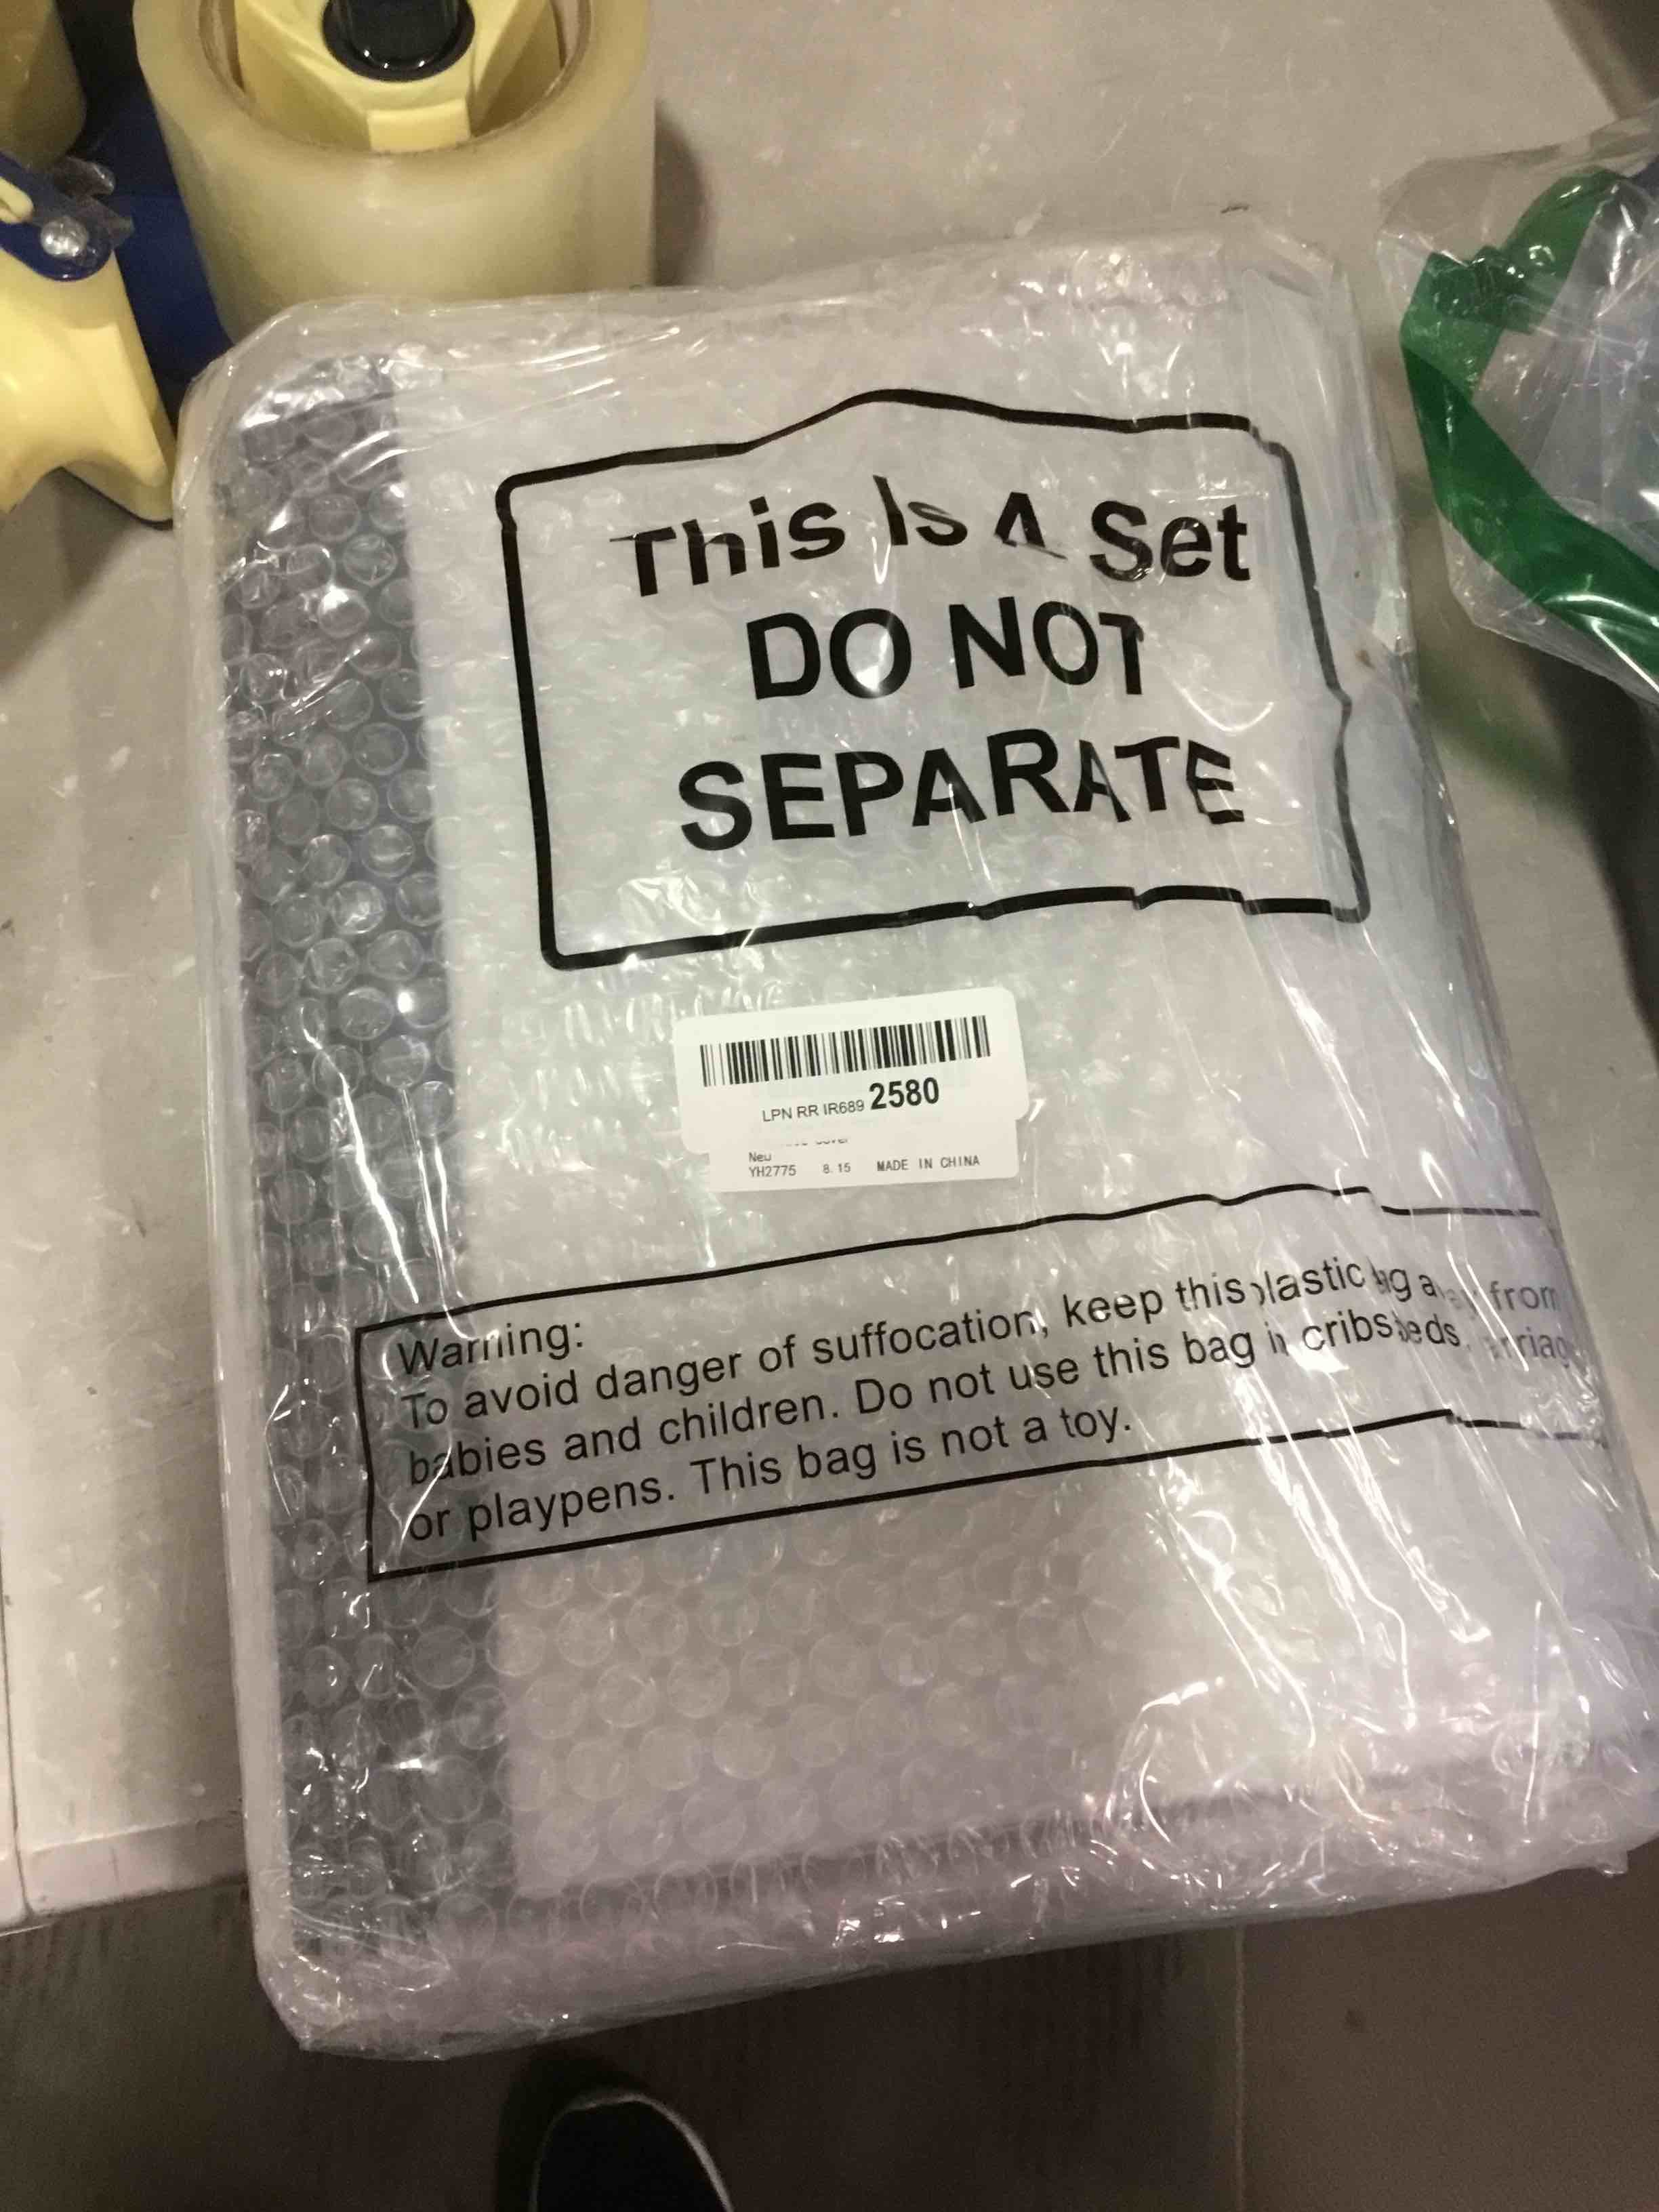 This Is A Set
DO NOT
SEPARATE
LPN RR IR689 2580
Neu
YH2775 8.15 MADE IN CHINA
Warning:
To avoid danger of suffocation, keep this plastic from
babies and children. Do not use this bag in cribs beds,
or playpens. This bag is not a toy.